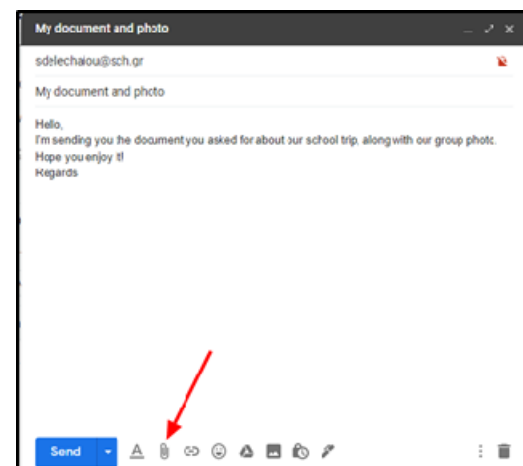 My document and photo
sdelechaiou@sch.gr
My document and photo
Hello,
I'm sending you the document you asked for about our school trip, along with our group photo.
Hope you enjoy it!
Regards
Send